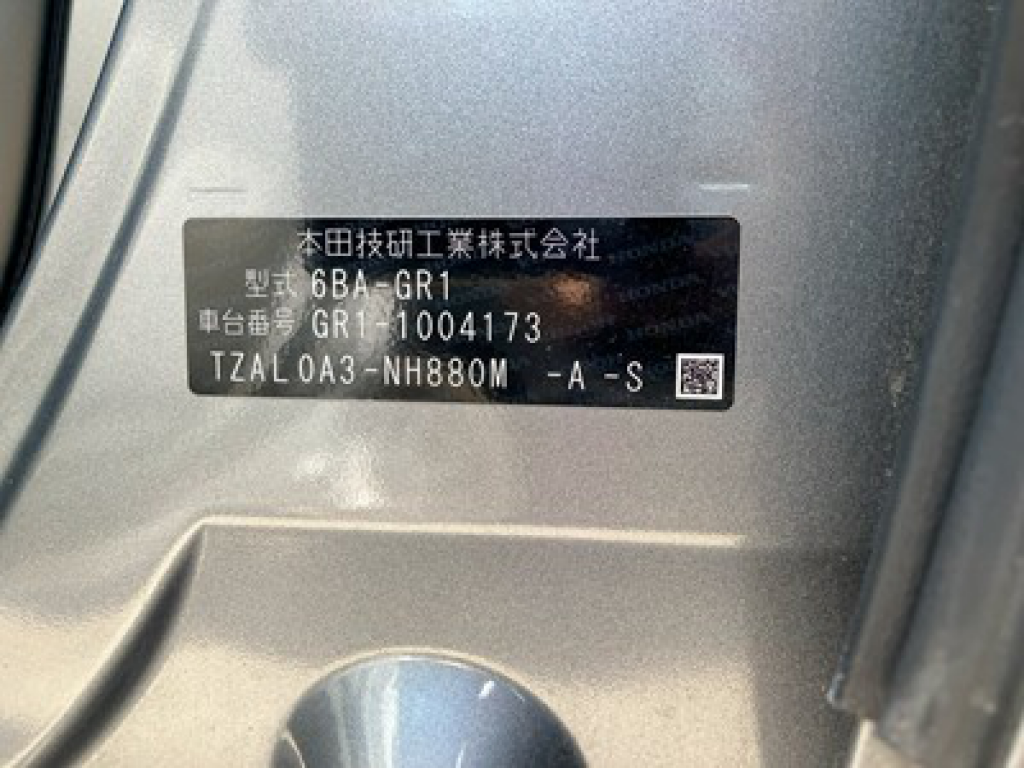 本田技研工業株式会社
型式 6BA-GR1
車台番号 GR1-1004173
TZAL0A3-NH880M -A -S